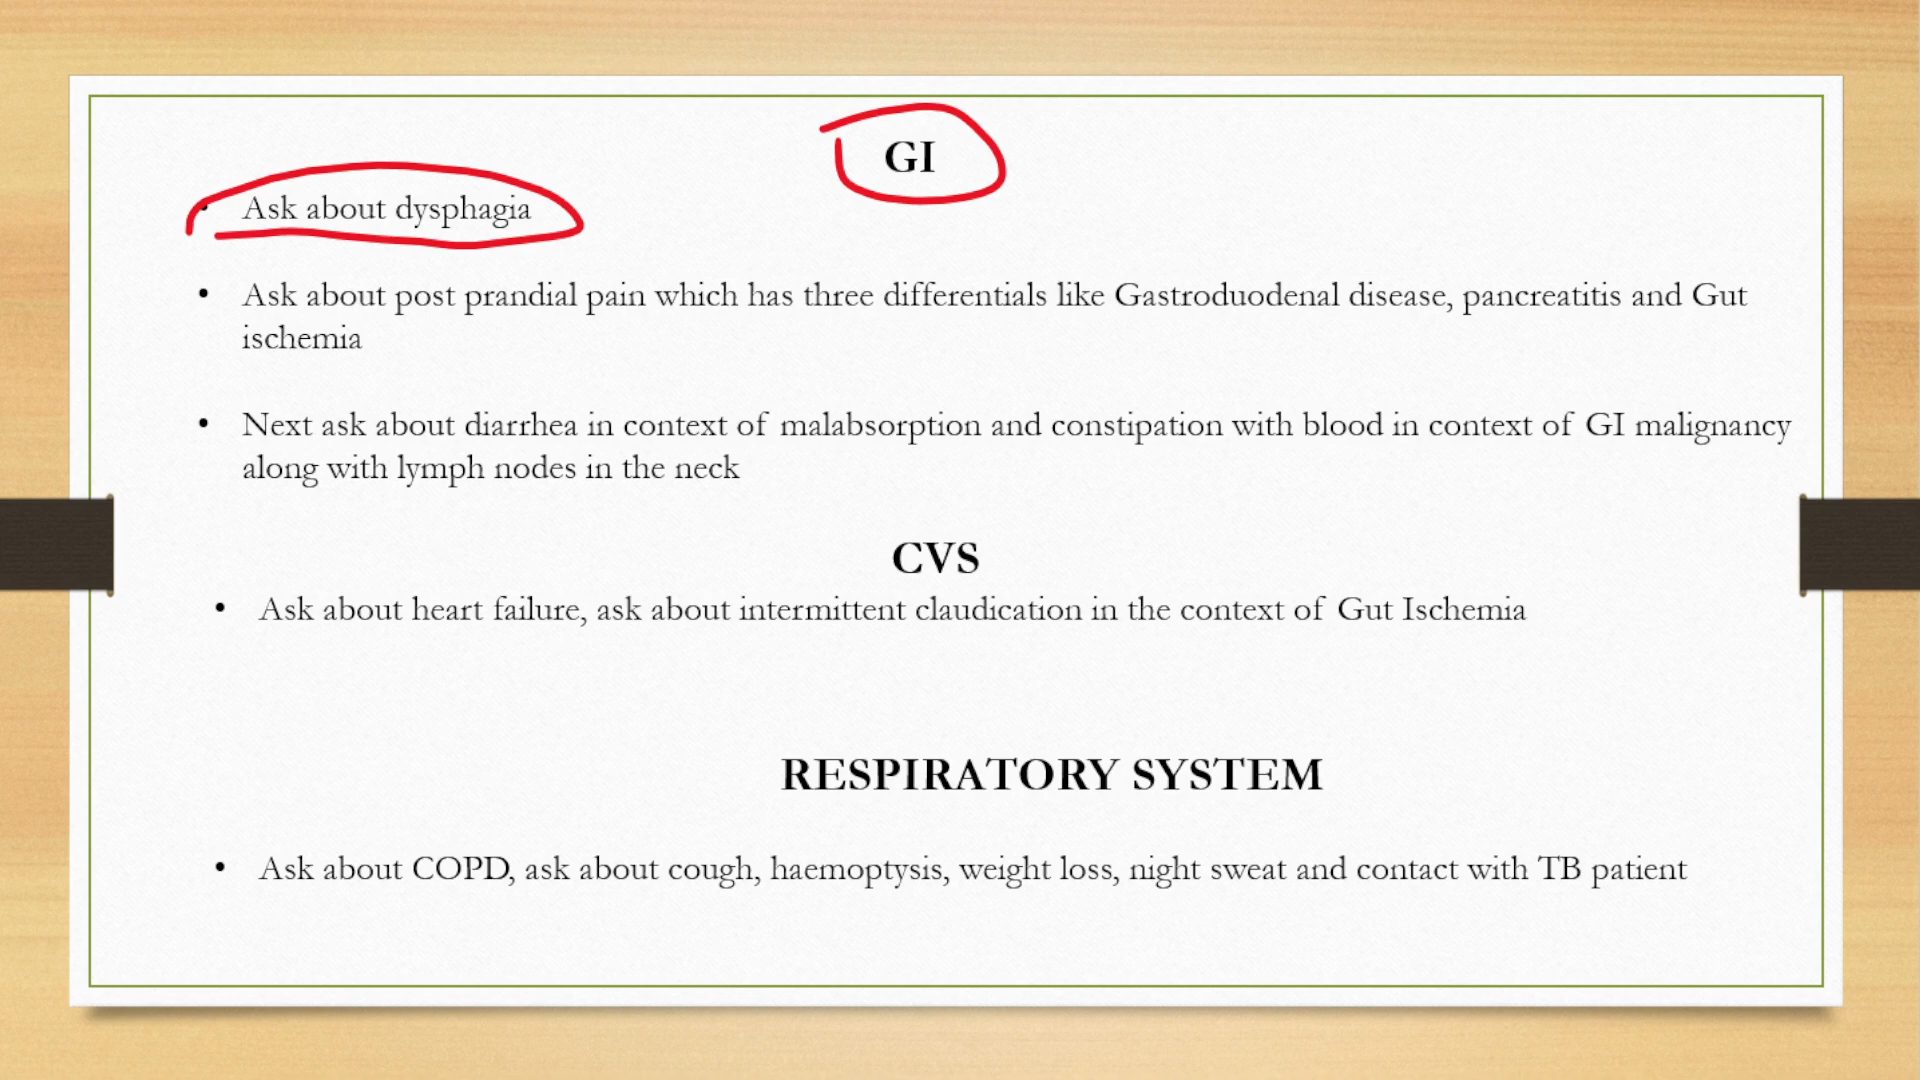 GI
• Ask about dysphagia
• Ask about post prandial pain which has three differentials like Gastroduodenal disease, pancreatitis and Gut
ischemia
• Next ask about diarrhea in context of malabsorption and constipation with blood in context of GI malignancy
along with lymph nodes in the neck
CVS
• Ask about heart failure, ask about intermittent claudication in the context of Gut Ischemia
RESPIRATORY SYSTEM
• Ask about COPD, ask about cough, haemoptysis, weight loss, night sweat and contact with TB patient